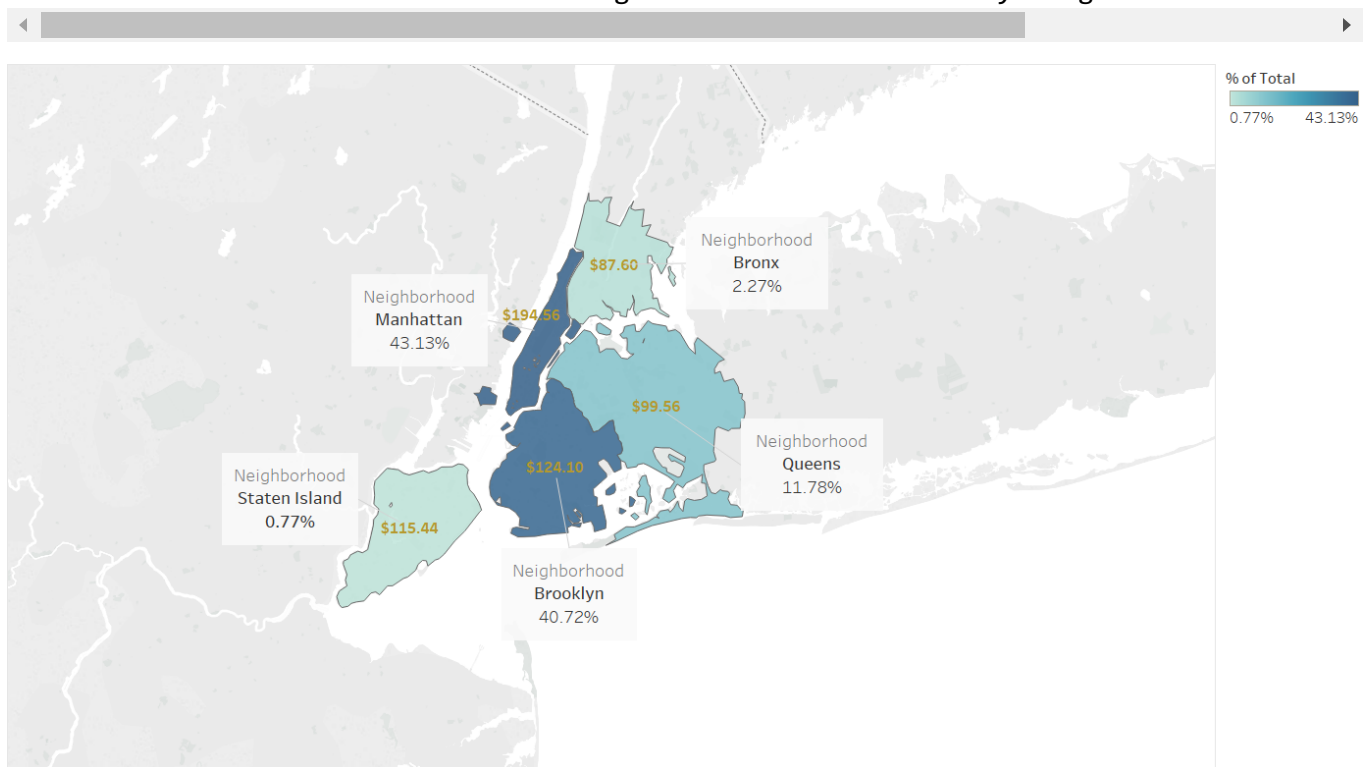 % of Total
0.77% 43.13%
Neighborhood
Bronx
2.27%
$87.60
Neighborhood
Manhattan
43.13%
$194.56
$99.56
Neighborhood
Queens
11.78%
$124.10
Neighborhood
Staten Island
0.77%
$115.44
Neighborhood
Brooklyn
40.72%